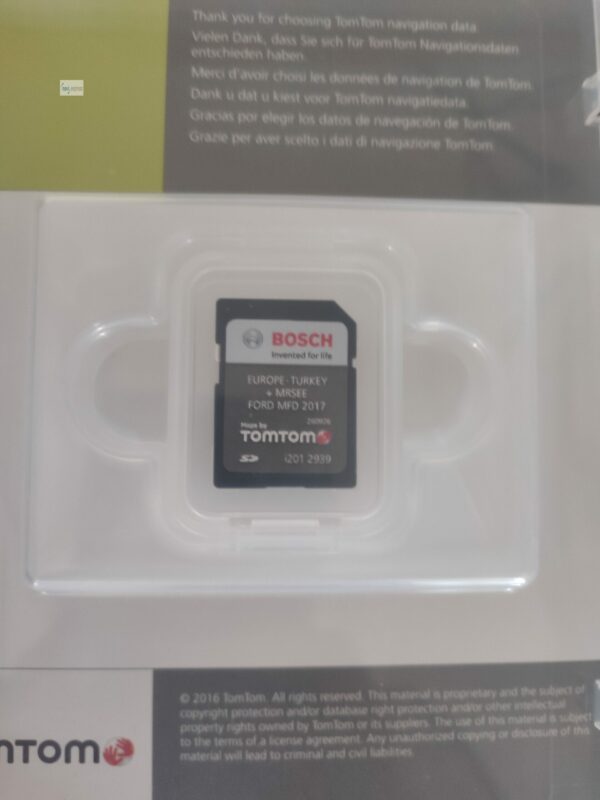 Thank you for choosing TomTom navigation data.
Vielen Dank, dass Sie sich für TomTom Navigationsdaten
entschieden haben.
Merci d'avoir choisi les données de navigation de TomTom.
Dank u dat u kiest voor TomTom navigatiedata.
Gracias por elegir los datos de navegación de TomTom.
Grazie per aver scelto i dati di navigazione TomTom.
BOSCH
Invented for life
EUROPE - TURKEY
+ MRSEE
FORD MFD 2017
Maps by
TOMTOM
SD
i201 2939
© 2016 TomTom. All rights reserved. This material is proprietary and the subject of
copyright protection and/or database right protection and/or other intellectual
property rights owned by TomTom or its suppliers. The use of this material is subject
to the terms of a license agreement. Any unauthorized copying or disclosure of this
material will lead to criminal and civil liabilities.
MTOM